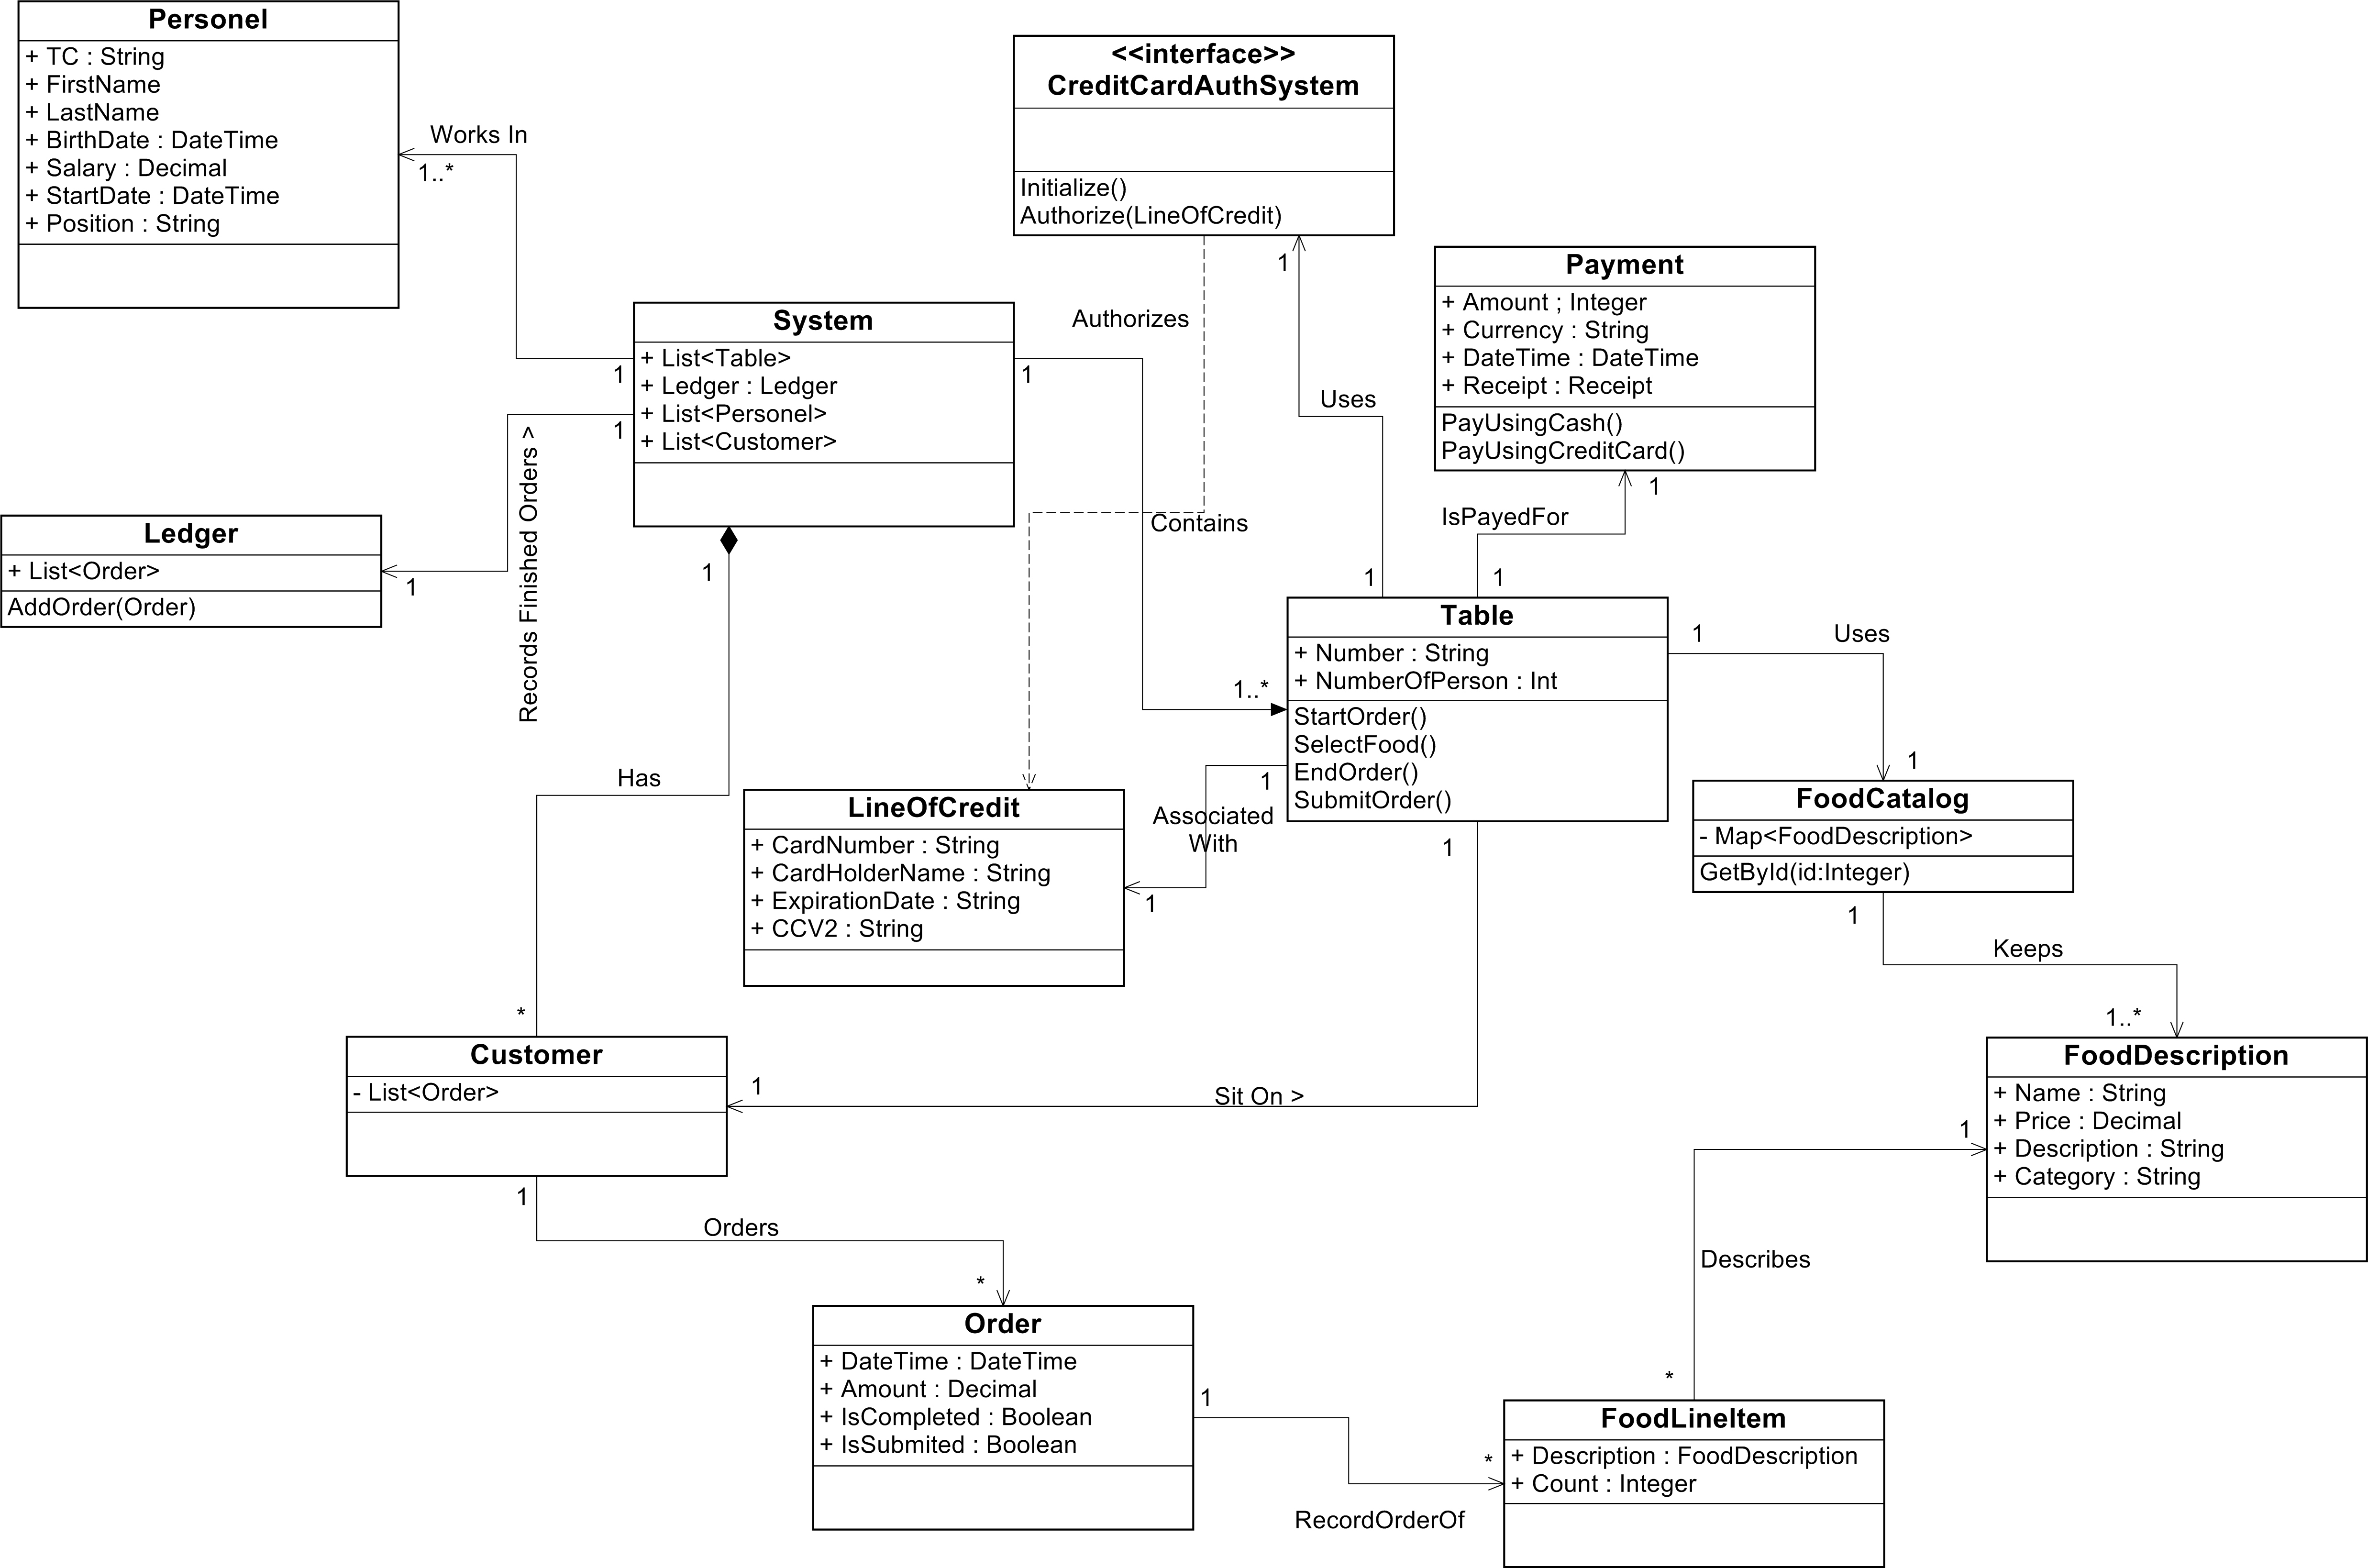 Personel
+ TC : String
+ FirstName
+ LastName
+ BirthDate : DateTime
+ Salary : Decimal
+ StartDate : DateTime
+ Position : String
Works In
1..*
1
<<interface>>
CreditCardAuthSystem
Initialize()
Authorize(LineOfCredit)
1
Authorizes
Uses
1
Payment
+ Amount ; Integer
+ Currency : String
+ DateTime : DateTime
+ Receipt : Receipt
PayUsingCash()
PayUsingCreditCard()
1
IsPayedFor
1
System
+ List<Table>
+ Ledger : Ledger
+ List<Personel>
+ List<Customer>
1
Contains
1..*
1
Records Finished Orders >
1
Ledger
+ List<Order>
AddOrder(Order)
1
Has
*
Table
+ Number : String
+ NumberOfPerson : Int
StartOrder()
SelectFood()
EndOrder()
SubmitOrder()
1
Uses
1
1
Associated
With
1
LineOfCredit
+ CardNumber : String
+ CardHolderName : String
+ ExpirationDate : String
+ CCV2 : String
FoodCatalog
- Map<FoodDescription>
GetById(id:Integer)
1
Keeps
1..*
1
Sit On >
1
Customer
- List<Order>
1
Orders
*
FoodDescription
+ Name : String
+ Price : Decimal
+ Description : String
+ Category : String
1
Describes
*
Order
+ DateTime : DateTime
+ Amount : Decimal
+ IsCompleted : Boolean
+ IsSubmited : Boolean
1
RecordOrderOf
*
FoodLineItem
+ Description : FoodDescription
+ Count : Integer